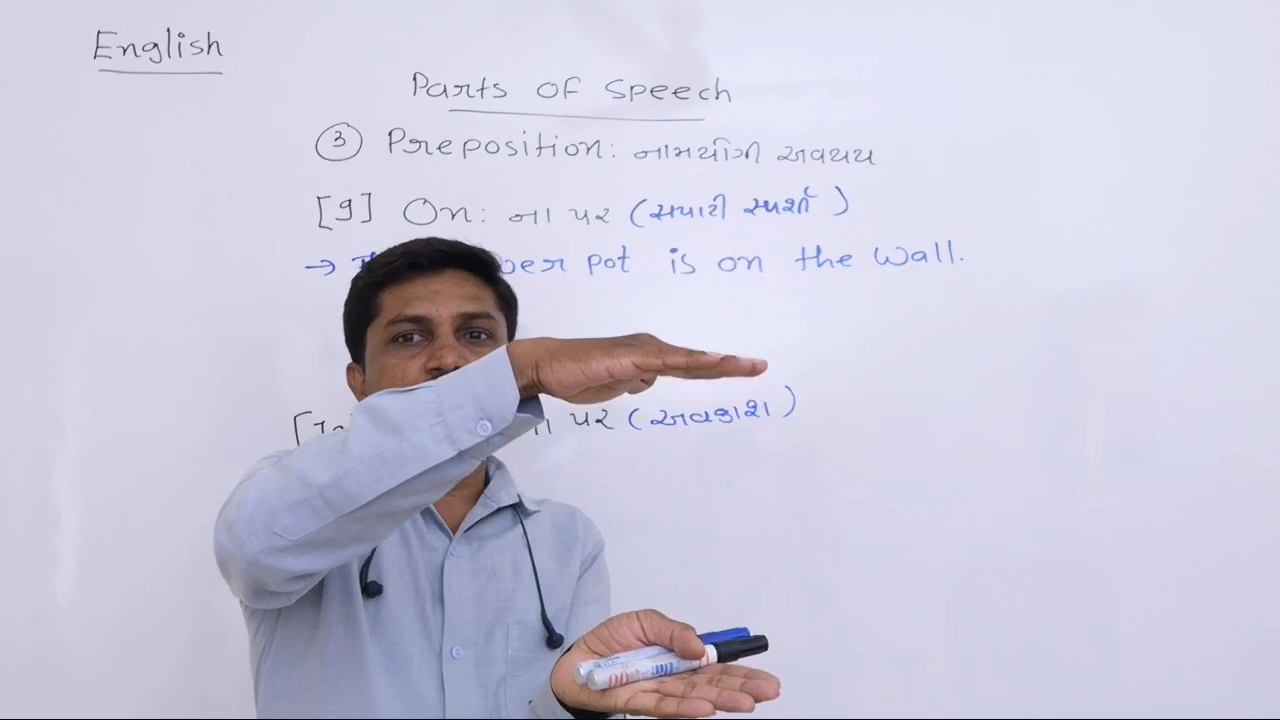 English
Parts of Speech
③ Preposition: નામયોગી અવયય
[9] On: ના પર (સપાટી સ્પર્શ)
→ pot is on the wall.
પર (અવકાશ)